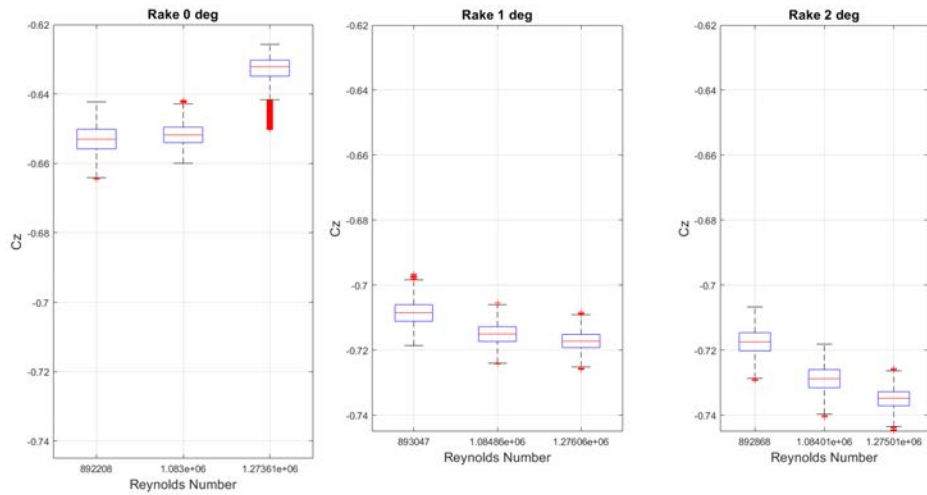 Rake 0 deg
-0.62
-0.64
-0.66
-0.68
-0.7
-0.72
-0.74
Cz
892208
1.083e+06
1.27361e+06
Reynolds Number
Rake 1 deg
-0.62
-0.64
-0.66
-0.68
-0.7
-0.72
-0.74
Cz
893047
1.08486e+06
1.27606e+06
Reynolds Number
Rake 2 deg
-0.62
-0.64
-0.66
-0.68
-0.7
-0.72
-0.74
Cz
892868
1.08401e+06
1.27501e+06
Reynolds Number